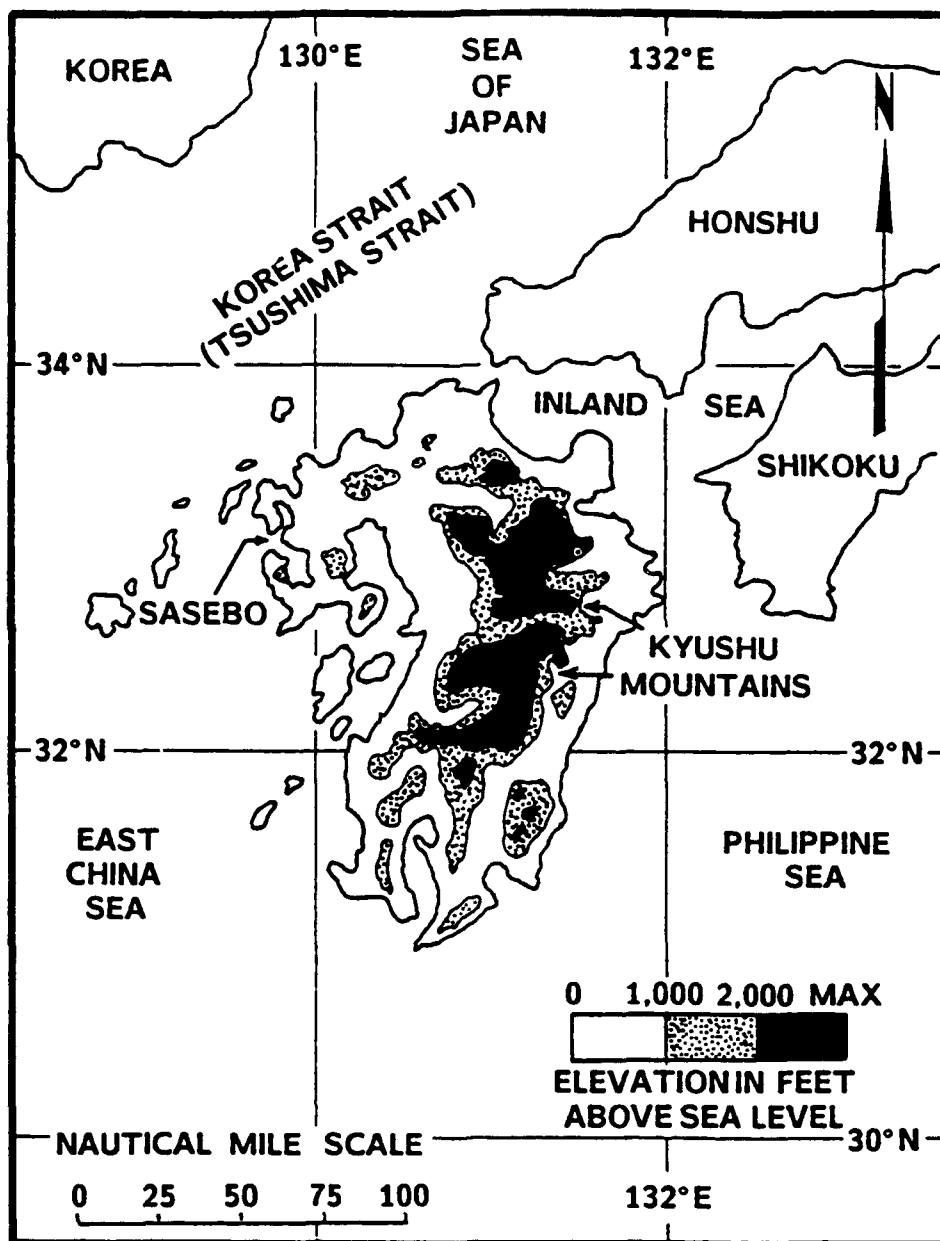 KOREA
130°E
SEA
OF
JAPAN
132°E
N
HONSHU
KOREA STRAIT
(TSUSHIMA STRAIT)
34°N
INLAND SEA
SHIKOKU
SASEBO
KYUSHU
MOUNTAINS
32°N
32°N
EAST
CHINA
SEA
PHILIPPINE
SEA
0 1,000 2,000 MAX
ELEVATION IN FEET
ABOVE SEA LEVEL
NAUTICAL MILE SCALE
30°N
0 25 50 75 100
132°E